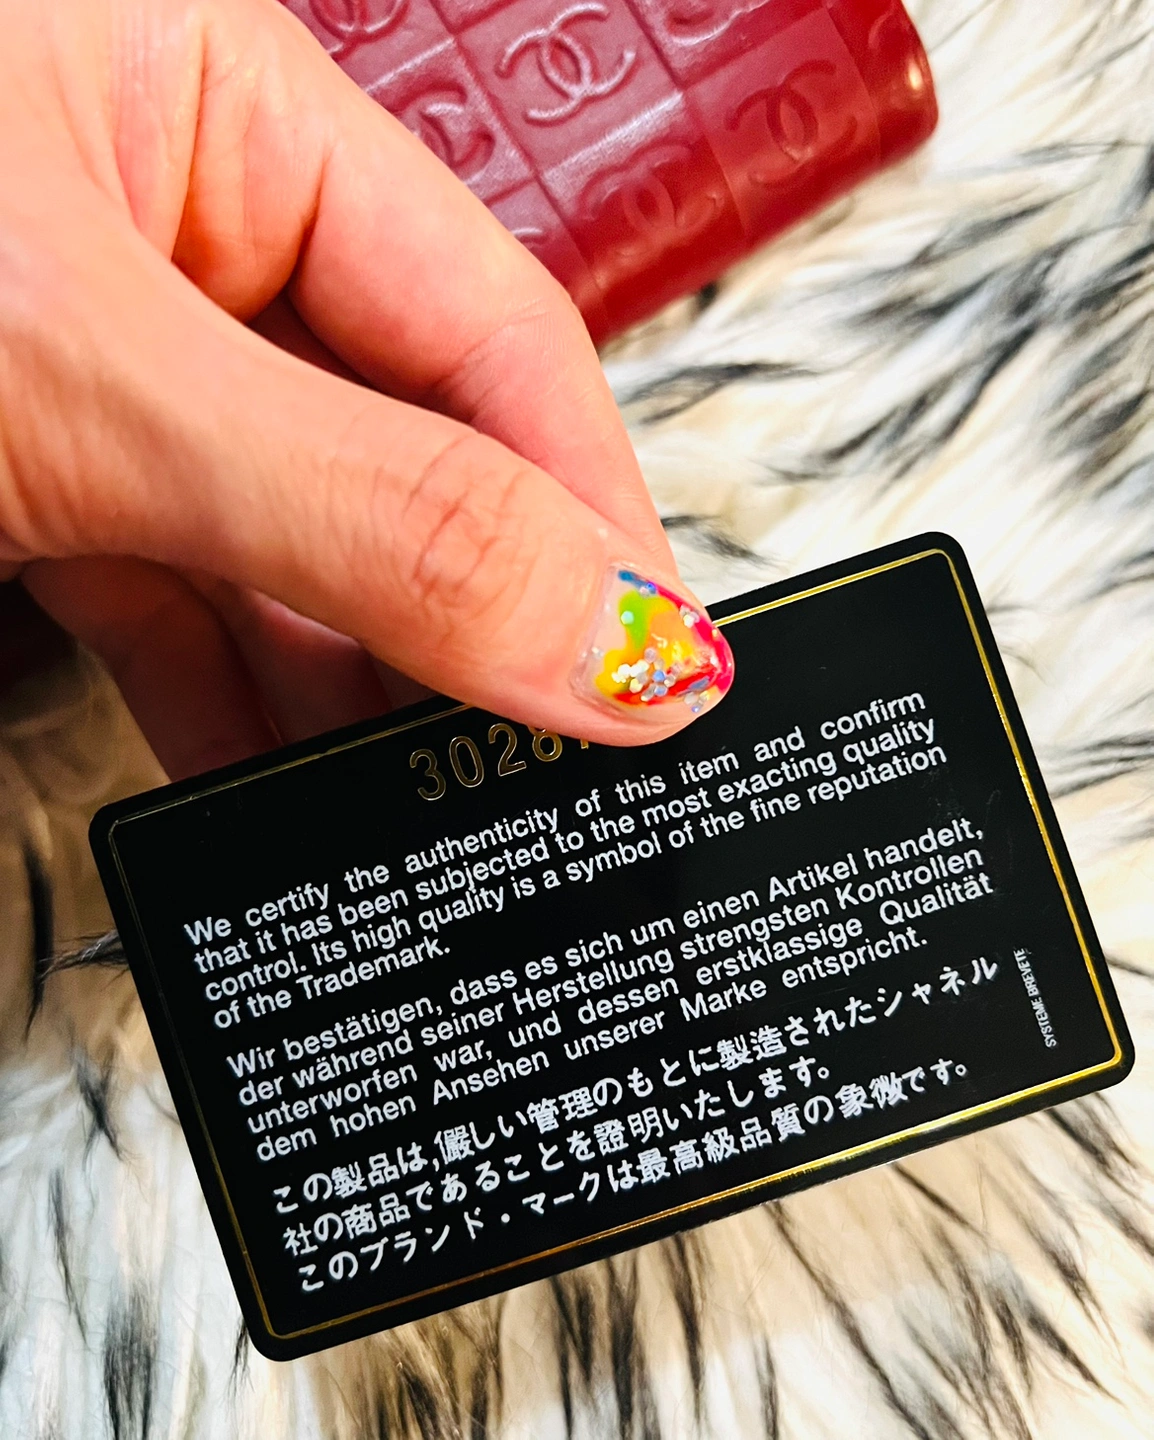 3028
We certify the authenticity of this item and confirm
that it has been subjected to the most exacting quality
control. Its high quality is a symbol of the fine reputation
of the Trademark.
Wir bestätigen, dass es sich um einen Artikel handelt,
der während seiner Herstellung strengsten Kontrollen
unterworfen war, und dessen erstklassige Qualität
dem hohen Ansehen unserer Marke entspricht.
この製品は,儼しい管理のもとに製造されたシャネル
社の商品であることを證明いたします。
このブランド・マークは最高級品質の象徴です。
SYSTEME BREVETE